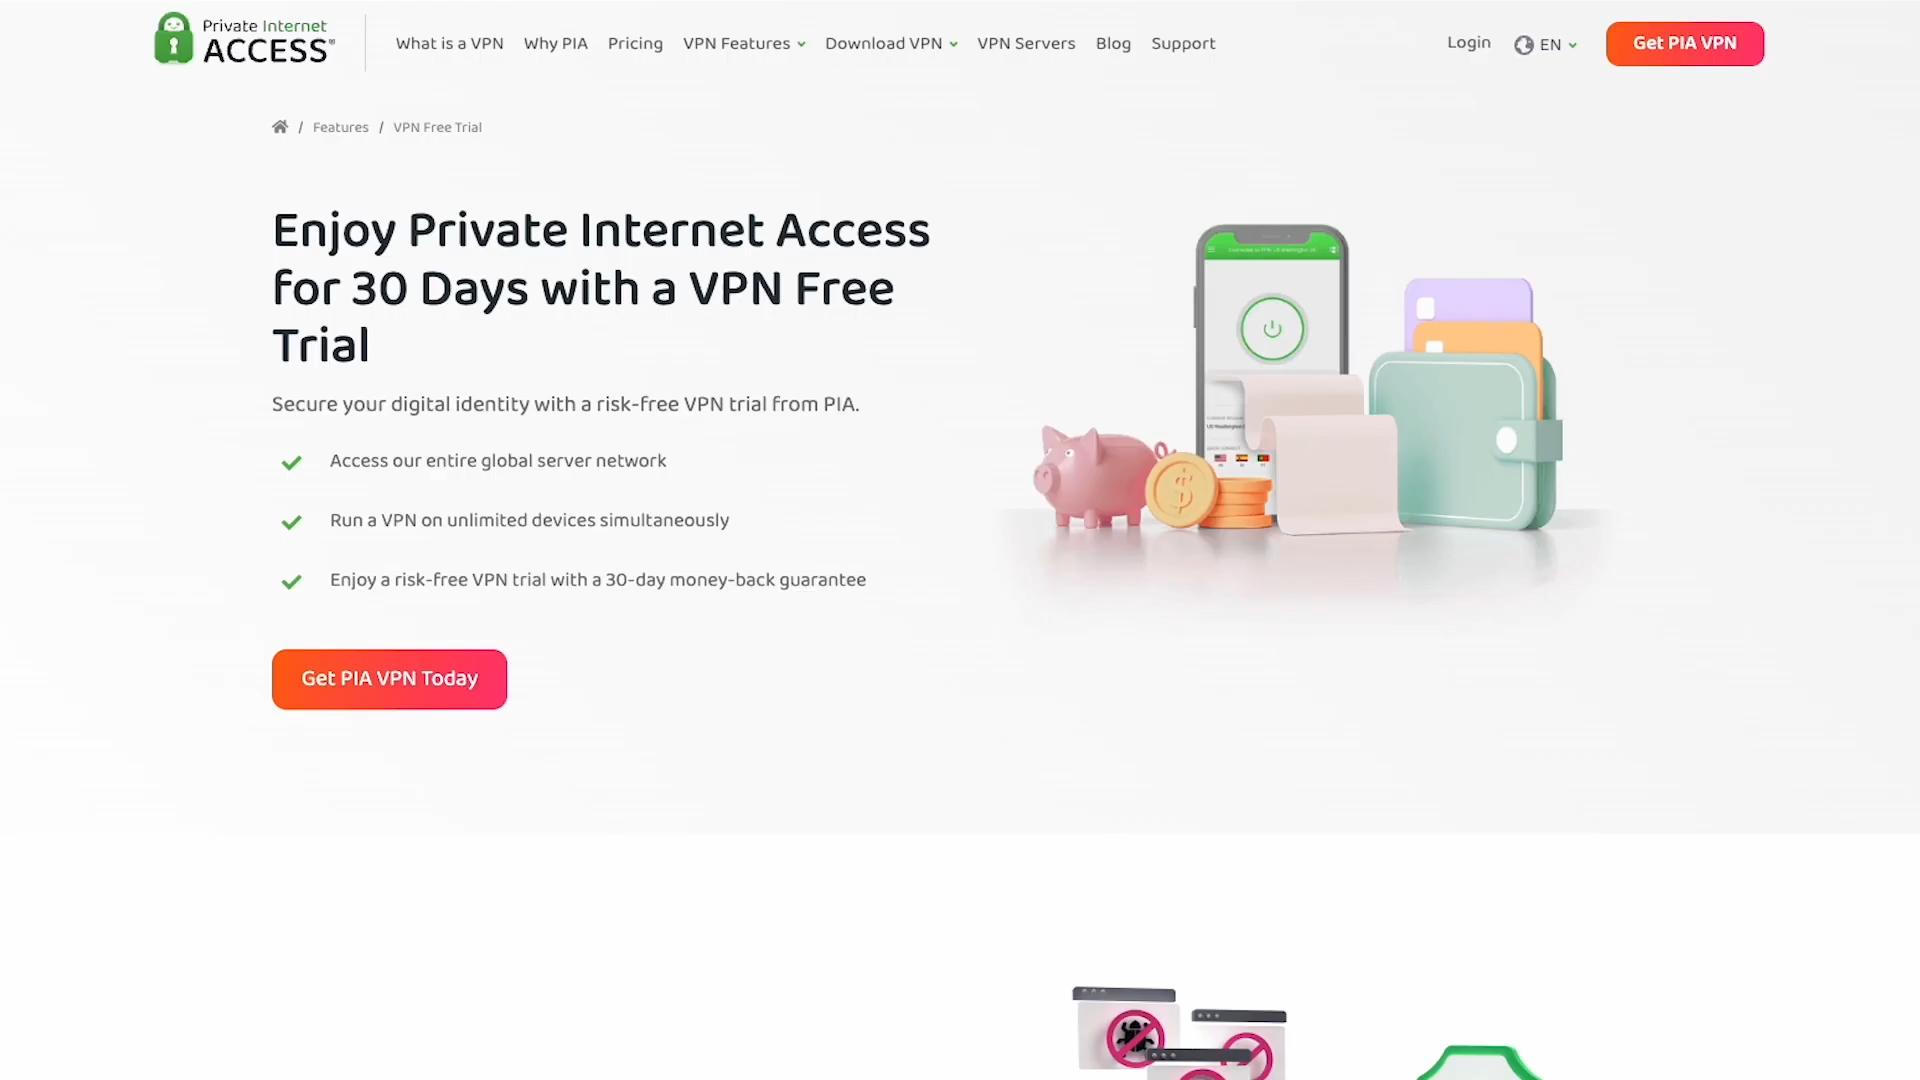 Private Internet
ACCESS®
What is a VPN
Why PIA
Pricing
VPN Features
Download VPN
VPN Servers
Blog
Support
Login
EN
Get PIA VPN
/ Features / VPN Free Trial
Enjoy Private Internet Access
for 30 Days with a VPN Free
Trial
Secure your digital identity with a risk-free VPN trial from PIA.
Access our entire global server network
Run a VPN on unlimited devices simultaneously
Enjoy a risk-free VPN trial with a 30-day money-back guarantee
Get PIA VPN Today
$